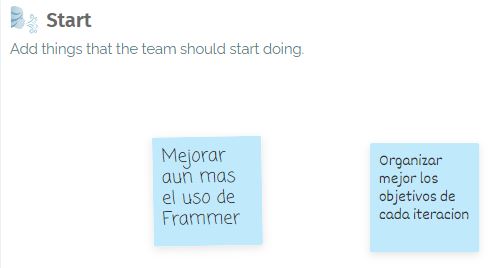 Start
Add things that the team should start doing.
Mejorar
aun mas
el uso de
Frammer
Organizar
mejor los
objetivos de
cada iteracion